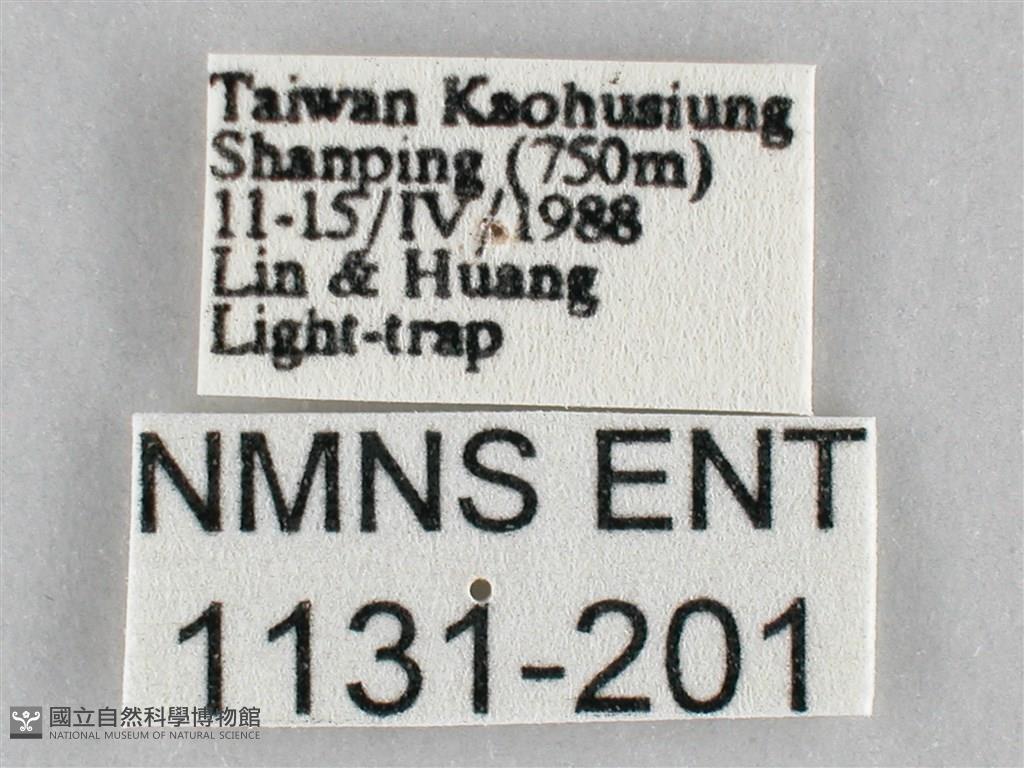 Taiwan Kaohusiung
Shanping (750m)
11-15/IV/1988
Lin & Huang
Light-trap
NMNS ENT
1131-201
國立自然科學博物館
NATIONAL MUSEUM OF NATURAL SCIENCE